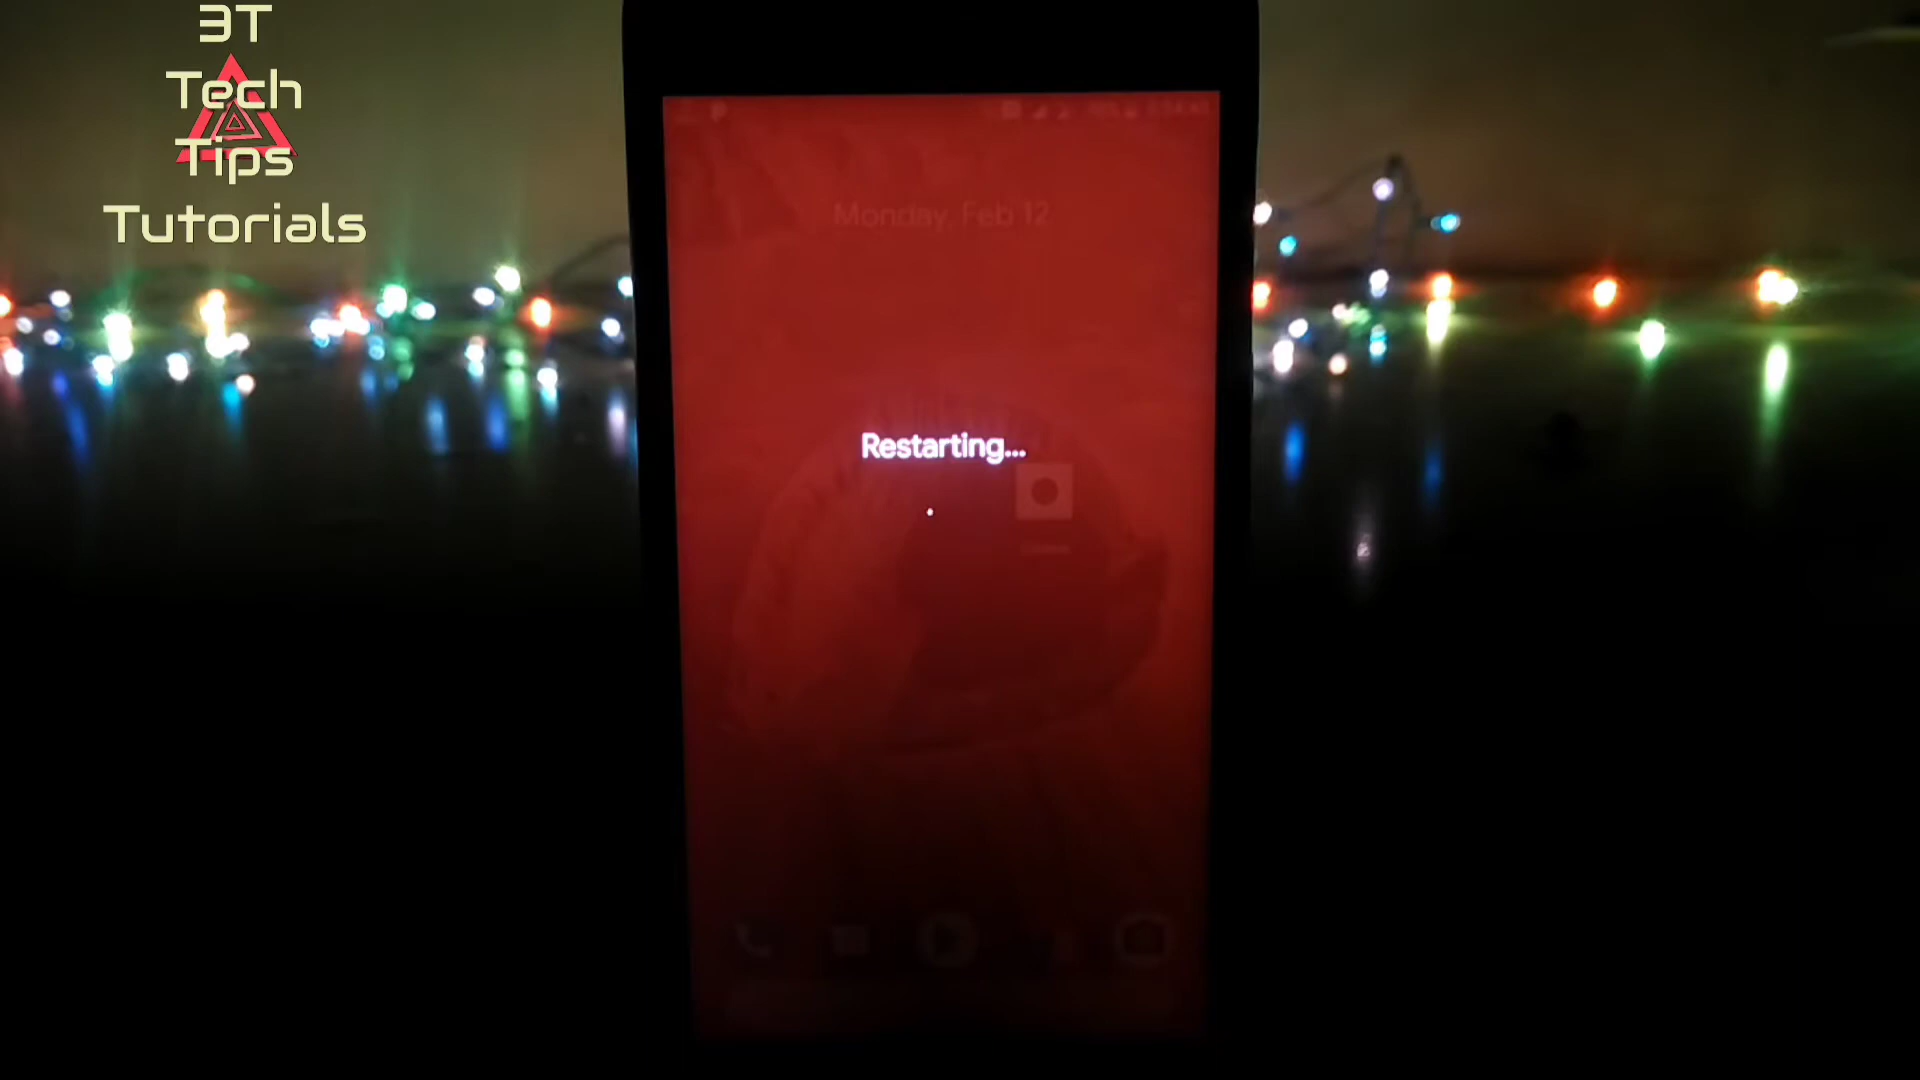 3T
Tech
Tips
Tutorials
Monday, Feb 12
Restarting...